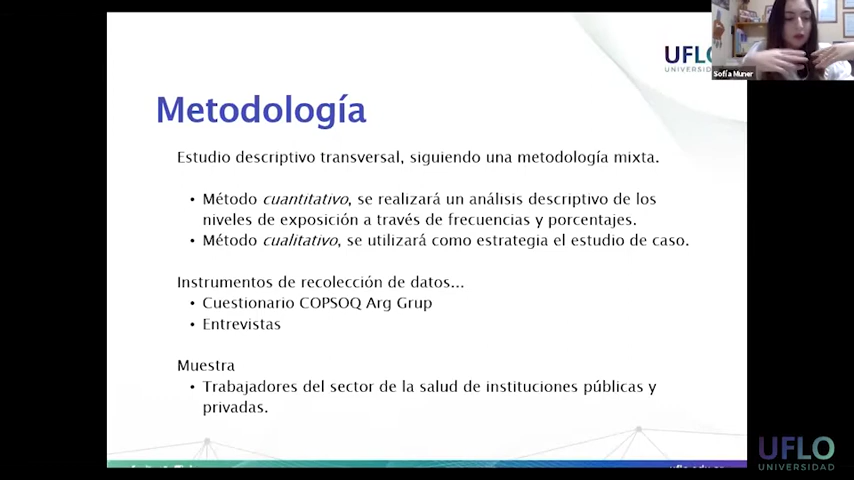 UFLO
UNIVERSID
Sofía Muner
Metodología
Estudio descriptivo transversal, siguiendo una metodología mixta.
• Método cuantitativo, se realizará un análisis descriptivo de los
niveles de exposición a través de frecuencias y porcentajes.
• Método cualitativo, se utilizará como estrategia el estudio de caso.
Instrumentos de recolección de datos...
• Cuestionario COPSOQ Arg Grup
• Entrevistas
Muestra
• Trabajadores del sector de la salud de instituciones públicas y
privadas.
UFLO
UNIVERSIDAD